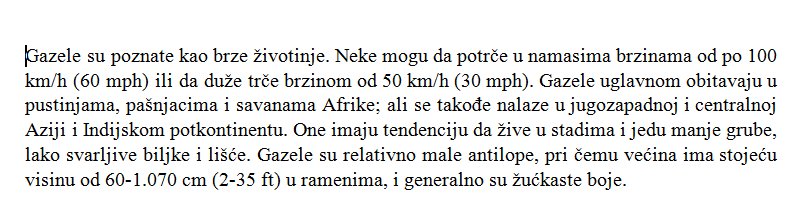 Gazele su poznate kao brze životinje. Neke mogu da potrče u namasima brzinama od po 100
km/h (60 mph) ili da duže trče brzinom od 50 km/h (30 mph). Gazele uglavnom obitavaju u
pustinjama, pašnjacima i savanama Afrike; ali se takođe nalaze u jugozapadnoj i centralnoj
Aziji i Indijskom potkontinentu. One imaju tendenciju da žive u stadima i jedu manje grube,
lako svarljive biljke i lišće. Gazele su relativno male antilope, pri čemu većina ima stojeću
visinu od 60-1.070 cm (2-35 ft) u ramenima, i generalno su žućkaste boje.